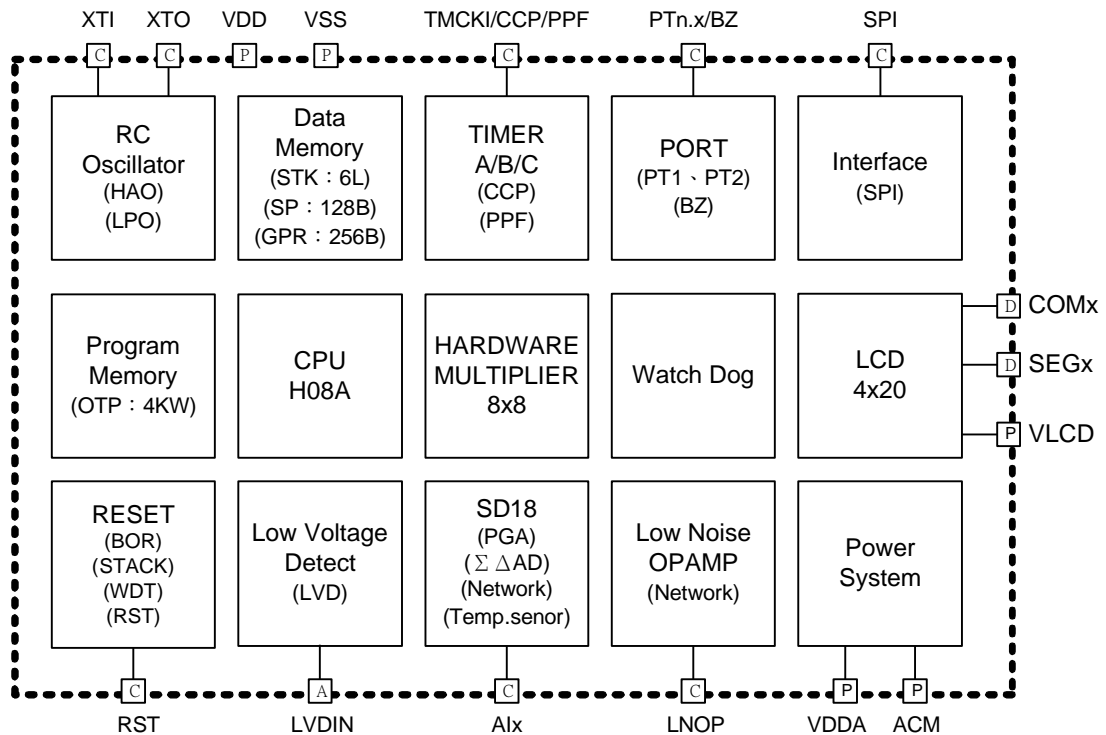 XTI XTO VDD VSS TMCKI/CCP/PPF PTn.x/BZ SPI
C C P P C C C
RC
Oscillator
(HAO)
(LPO)
Data
Memory
(STK：6L)
(SP：128B)
(GPR：256B)
TIMER
A/B/C
(CCP)
(PPF)
PORT
(PT1、PT2)
(BZ)
Interface
(SPI)
Program
Memory
(OTP：4KW)
CPU
H08A
HARDWARE
MULTIPLIER
8x8
Watch Dog
LCD
4x20
D COMx
D SEGx
P VLCD
RESET
(BOR)
(STACK)
(WDT)
(RST)
Low Voltage
Detect
(LVD)
SD18
(PGA)
(Σ ΔAD)
(Network)
(Temp.senor)
Low Noise
OPAMP
(Network)
Power
System
C A C C P P
RST LVDIN AIx LNOP VDDA ACM